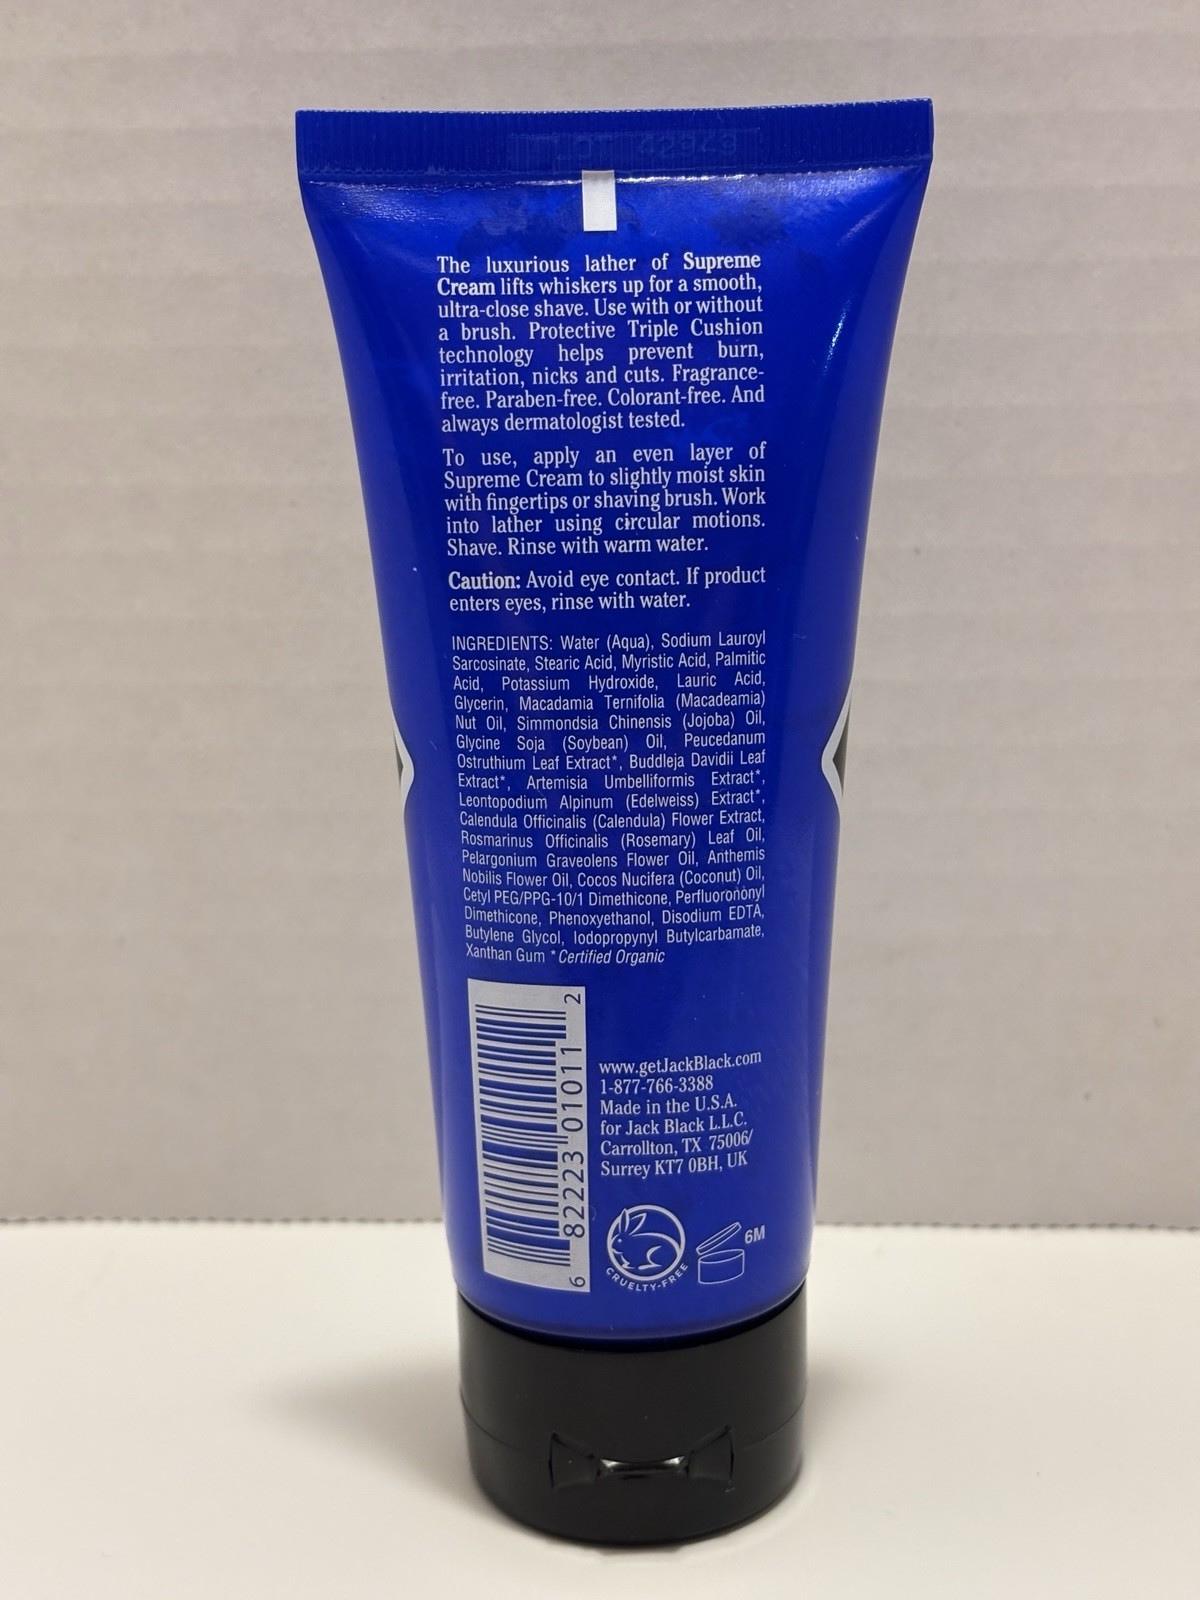 The luxurious lather of Supreme
Cream lifts whiskers up for a smooth,
ultra-close shave. Use with or without
a brush. Protective Triple Cushion
technology helps prevent burn,
irritation, nicks and cuts. Fragrance-
free. Paraben-free. Colorant-free. And
always dermatologist tested.
To use, apply an even layer of
Supreme Cream to slightly moist skin
with fingertips or shaving brush. Work
into lather using circular motions.
Shave. Rinse with warm water.
Caution: Avoid eye contact. If product
enters eyes, rinse with water.
INGREDIENTS: Water (Aqua), Sodium Lauroyl
Sarcosinate, Stearic Acid, Myristic Acid, Palmitic
Acid, Potassium Hydroxide, Lauric Acid,
Glycerin, Macadamia Ternifolia (Macadeamia)
Nut Oil, Simmondsia Chinensis (Jojoba) Oil,
Glycine Soja (Soybean) Oil, Peucedanum
Ostruthium Leaf Extract*, Buddleja Davidii Leaf
Extract*, Artemisia Umbelliformis Extract*,
Leontopodium Alpinum (Edelweiss) Extract*,
Calendula Officinalis (Calendula) Flower Extract,
Rosmarinus Officinalis (Rosemary) Leaf Oil,
Pelargonium Graveolens Flower Oil, Anthemis
Nobilis Flower Oil, Cocos Nucifera (Coconut) Oil,
Cetyl PEG/PPG-10/1 Dimethicone, Perfluorononyl
Dimethicone, Phenoxyethanol, Disodium EDTA,
Butylene Glycol, Iodopropynyl Butylcarbamate,
Xanthan Gum *Certified Organic
6 82223 01011 2
www.getJackBlack.com
1-877-766-3388
Made in the U.S.A.
for Jack Black L.L.C.
Carrollton, TX 75006/
Surrey KT7 0BH, UK
CRUELTY-FREE
6M